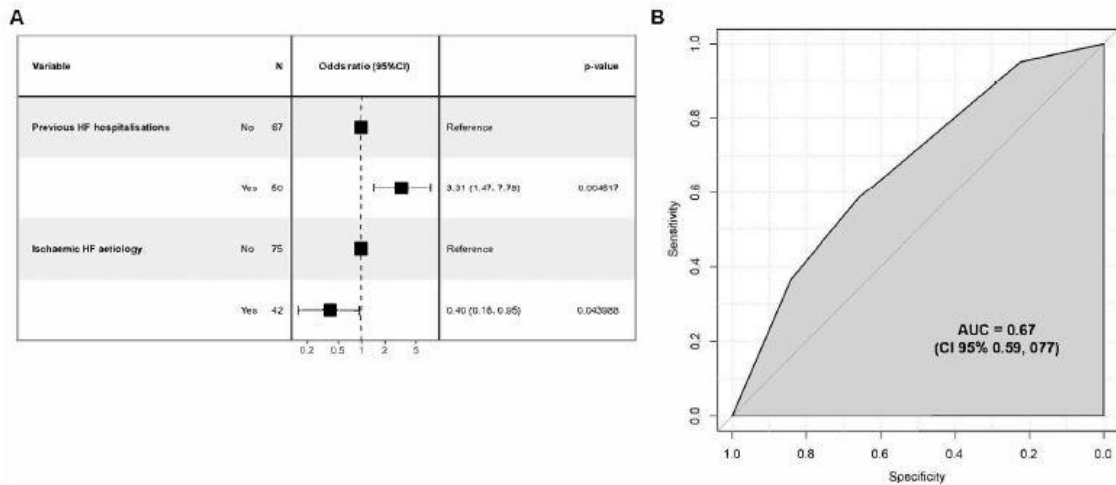 A
Variable N Odds ratio (95%CI) p-value
Previous HF hospitalisations No 67 Reference
Yes 50 3.31 (1.47, 7.78) 0.004617
Ischaemic HF aetiology No 75 Reference
Yes 42 0.40 (0.16, 0.95) 0.043988
0.2 0.5 1 2 5
B
1.0
0.8
0.6
0.4
0.2
0.0
Sensitivity
AUC = 0.67
(CI 95% 0.59, 077)
1.0 0.8 0.6 0.4 0.2 0.0
Specificity